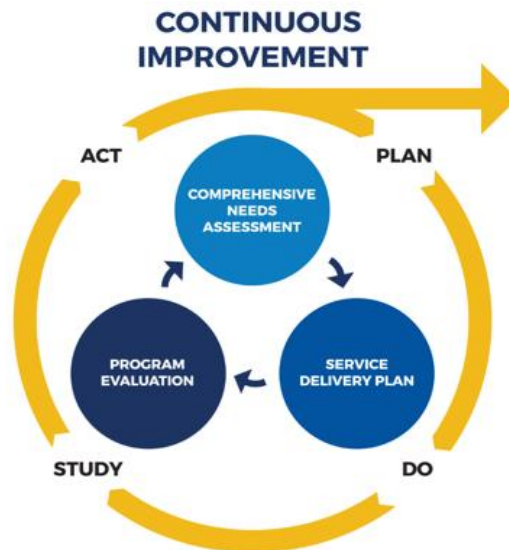 CONTINUOUS
IMPROVEMENT
ACT
PLAN
COMPREHENSIVE
NEEDS
ASSESSMENT
PROGRAM
EVALUATION
SERVICE
DELIVERY PLAN
STUDY
DO